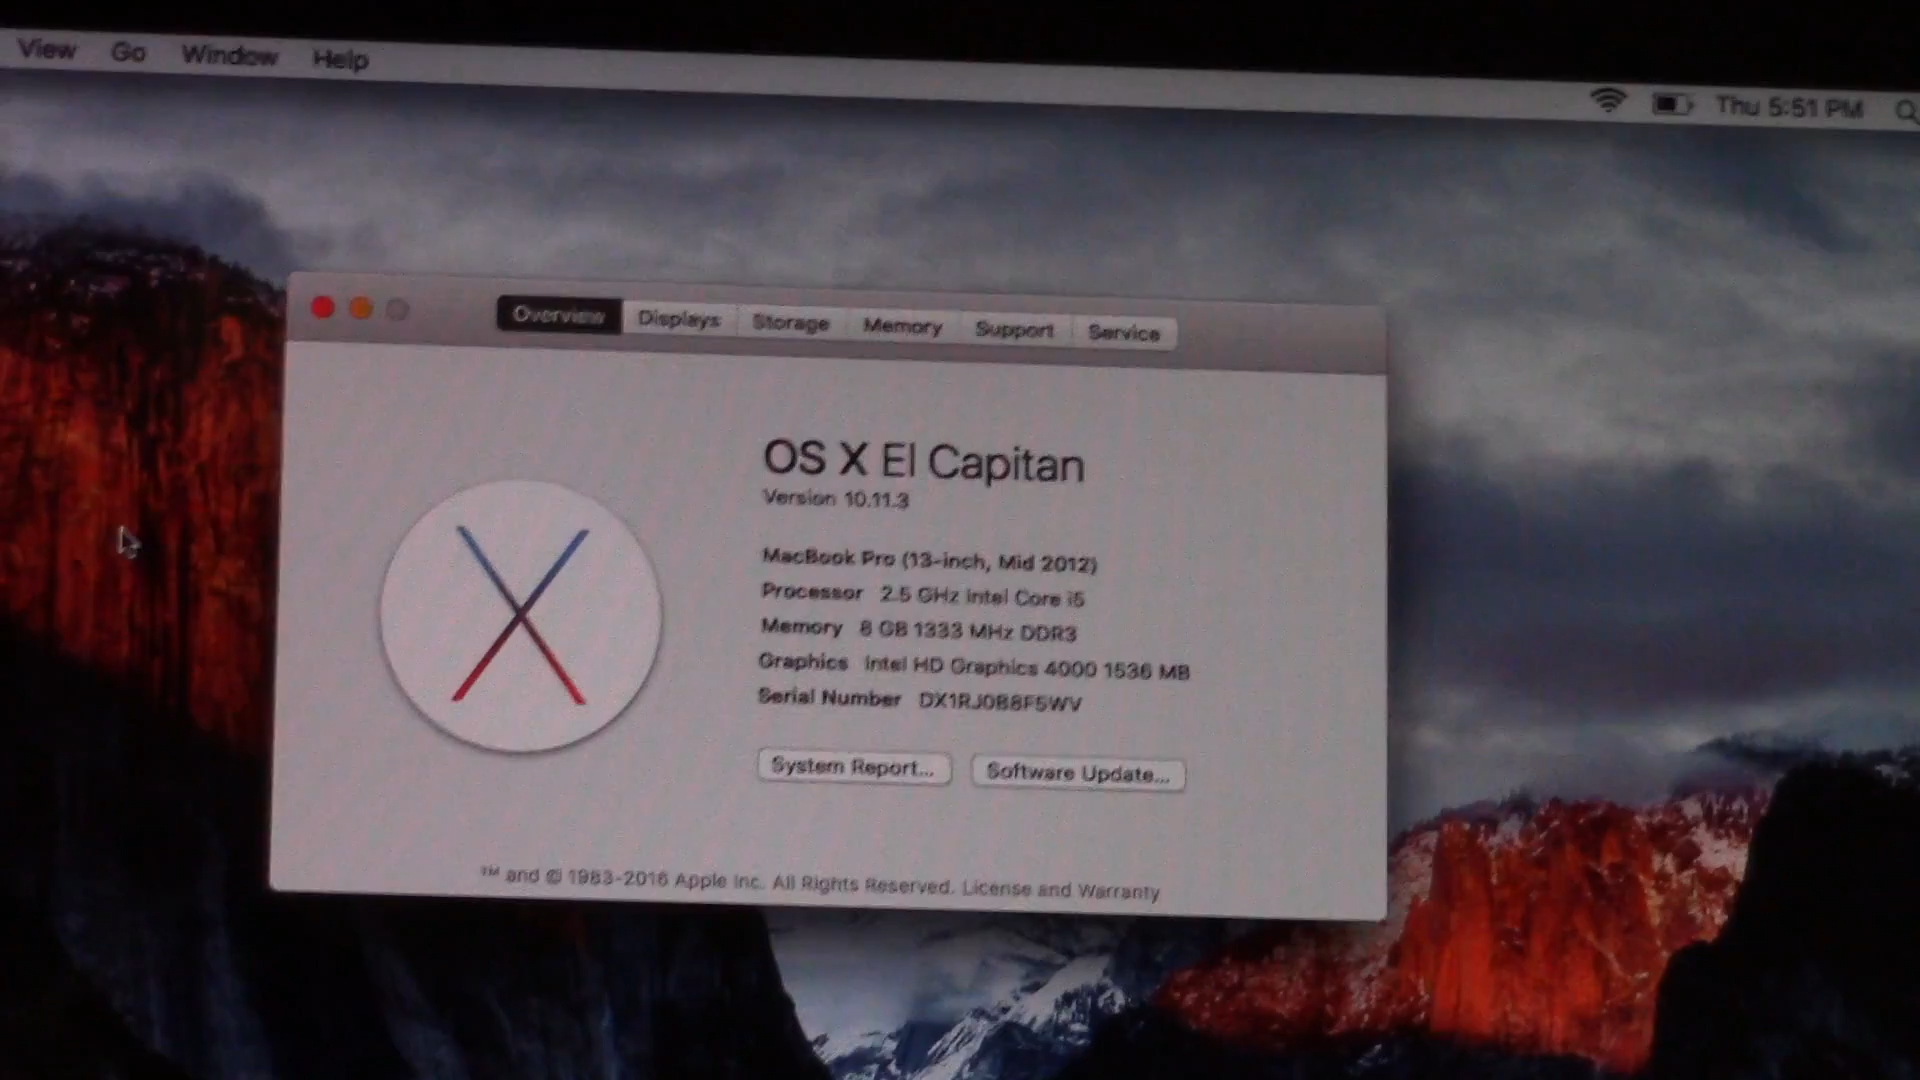 View Go Window Help
Thu 5:51 PM
Overview Displays Storage Memory Support Service
OS X El Capitan
Version 10.11.3
MacBook Pro (13-inch, Mid 2012)
Processor 2.5 GHz Intel Core i5
Memory 8 GB 1333 MHz DDR3
Graphics Intel HD Graphics 4000 1536 MB
Serial Number DX1RJ0B8F5WV
System Report... Software Update...
™ and © 1983-2016 Apple Inc. All Rights Reserved. License and Warranty